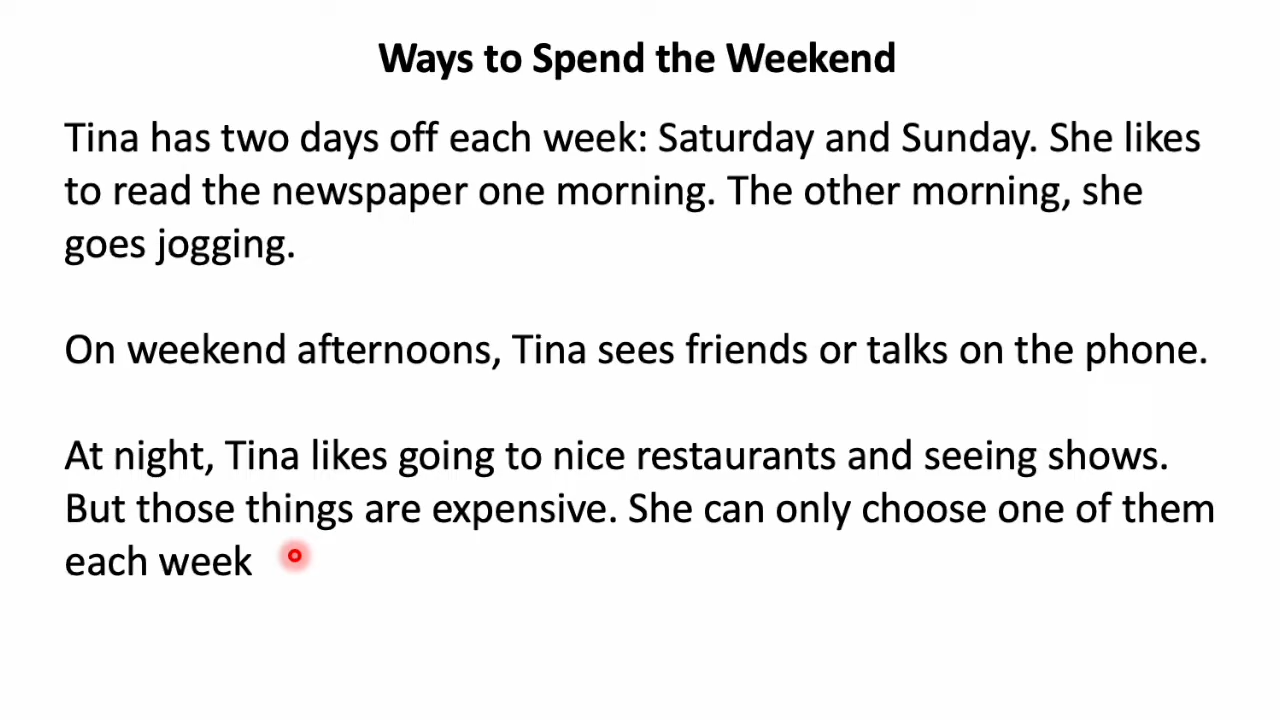 Ways to Spend the Weekend
Tina has two days off each week: Saturday and Sunday. She likes
to read the newspaper one morning. The other morning, she
goes jogging.
On weekend afternoons, Tina sees friends or talks on the phone.
At night, Tina likes going to nice restaurants and seeing shows.
But those things are expensive. She can only choose one of them
each week